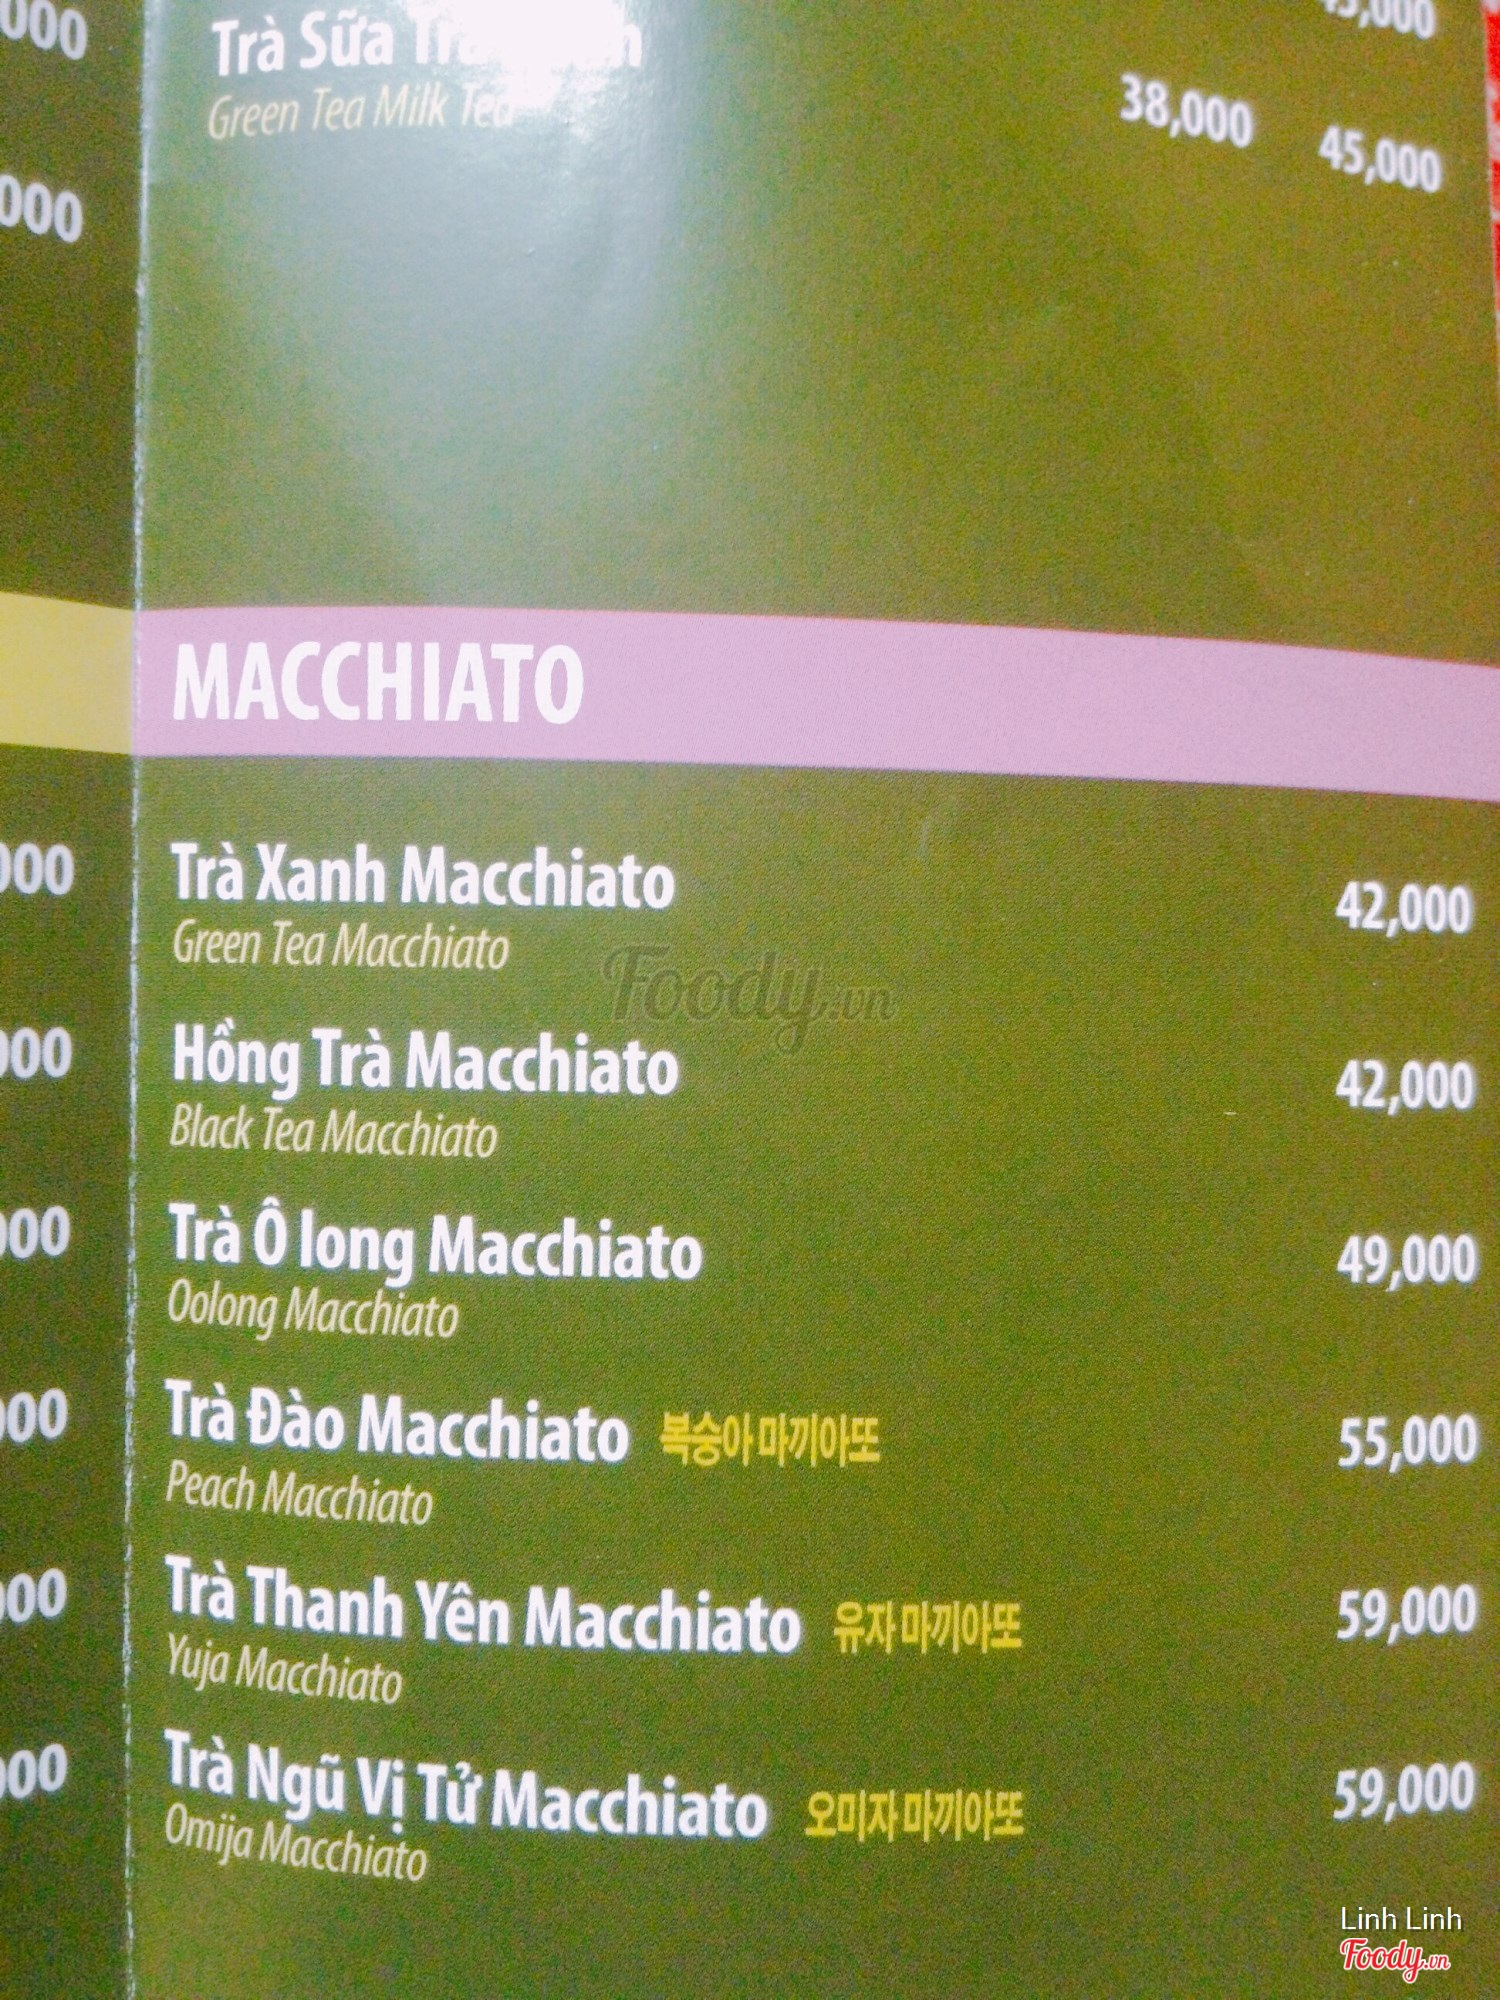 Trà Sữa
Green Tea Milk Tea
38,000 45,000
MACCHIATO
Trà Xanh Macchiato 42,000
Green Tea Macchiato
Hồng Trà Macchiato 42,000
Black Tea Macchiato
Trà Ô long Macchiato 49,000
Oolong Macchiato
Trà Đào Macchiato 복숭아 마끼아또 55,000
Peach Macchiato
Trà Thanh Yên Macchiato 유자 마끼아또 59,000
Yuja Macchiato
Trà Ngũ Vị Tử Macchiato 오미자 마끼아또 59,000
Omija Macchiato
Foody.vn
Linh Linh
Foody.vn